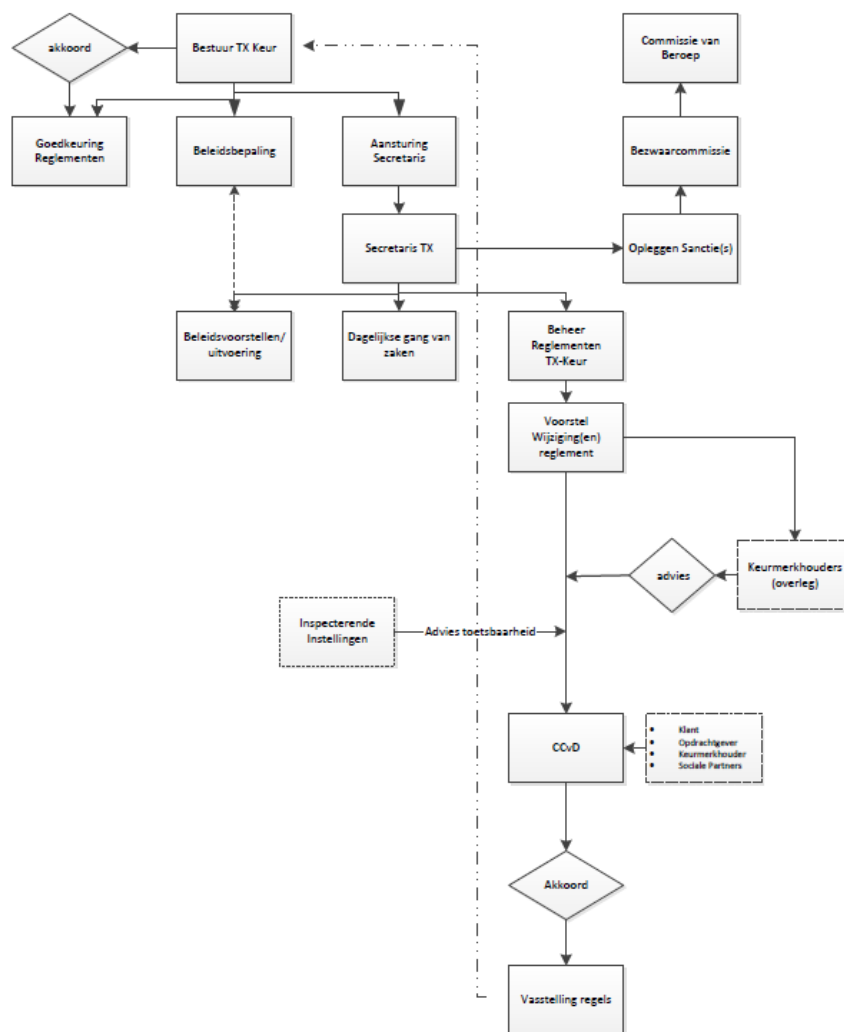 akkoord
Bestuur TX Keur
Commissie van
Beroep
Goedkeuring
Reglementen
Beleidsbepaling
Aansturing
Secretaris
Bezwaarcommissie
Secretaris TX
Opleggen Sanctie(s)
Beleidsvoorstellen/
uitvoering
Dagelijkse gang van
zaken
Beheer
Reglementen
TX-Keur
Voorstel
Wijziging(en)
reglement
advies
Keurmerkhouders
(overleg)
Inspecterende
Instellingen
Advies toetsbaarheid
CCvD
• Klant
• Opdrachtgever
• Keurmerkhouder
• Sociale Partners
Akkoord
Vasstelling regels